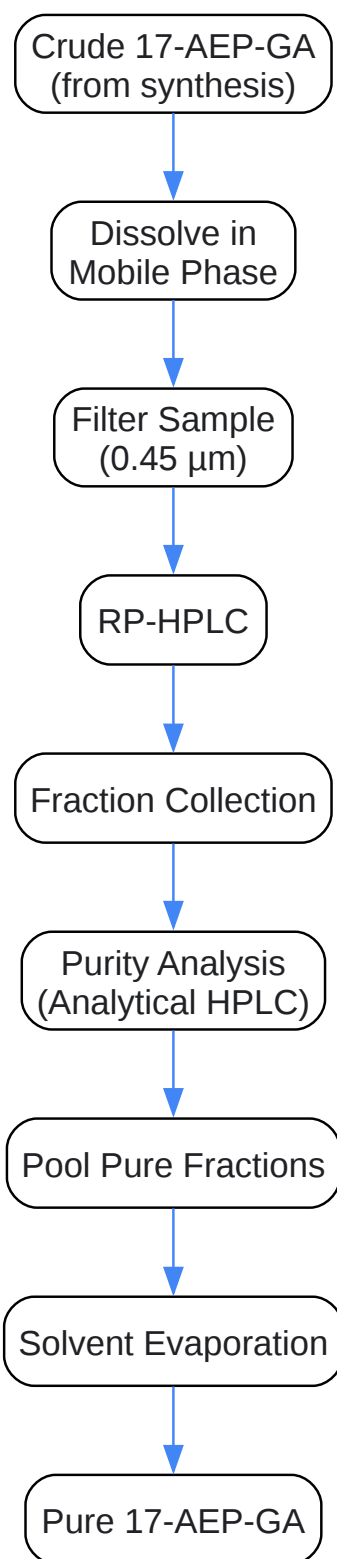 Crude 17-AEP-GA
(from synthesis)
Dissolve in
Mobile Phase
Filter Sample
(0.45 µm)
RP-HPLC
Fraction Collection
Purity Analysis
(Analytical HPLC)
Pool Pure Fractions
Solvent Evaporation
Pure 17-AEP-GA